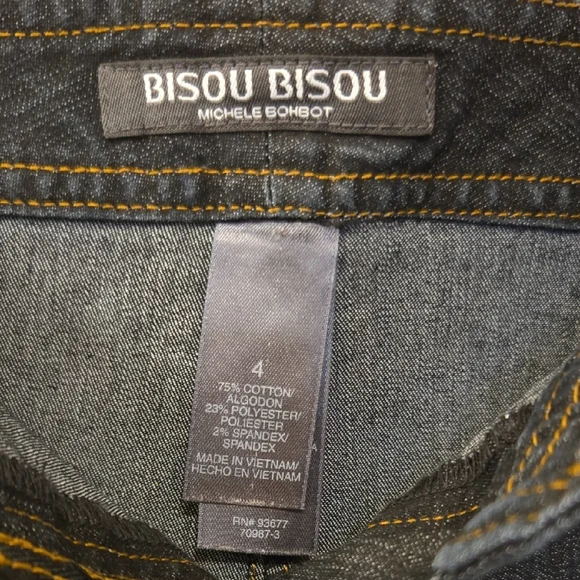 BISOU BISOU
MICHELE BOHBOT
4
75% COTTON/
ALGODON
23% POLYESTER/
POLIESTER
2% SPANDEX/
SPANDEX
MADE IN VIETNAM/
HECHO EN VIETNAM
RN# 93677
70987-3